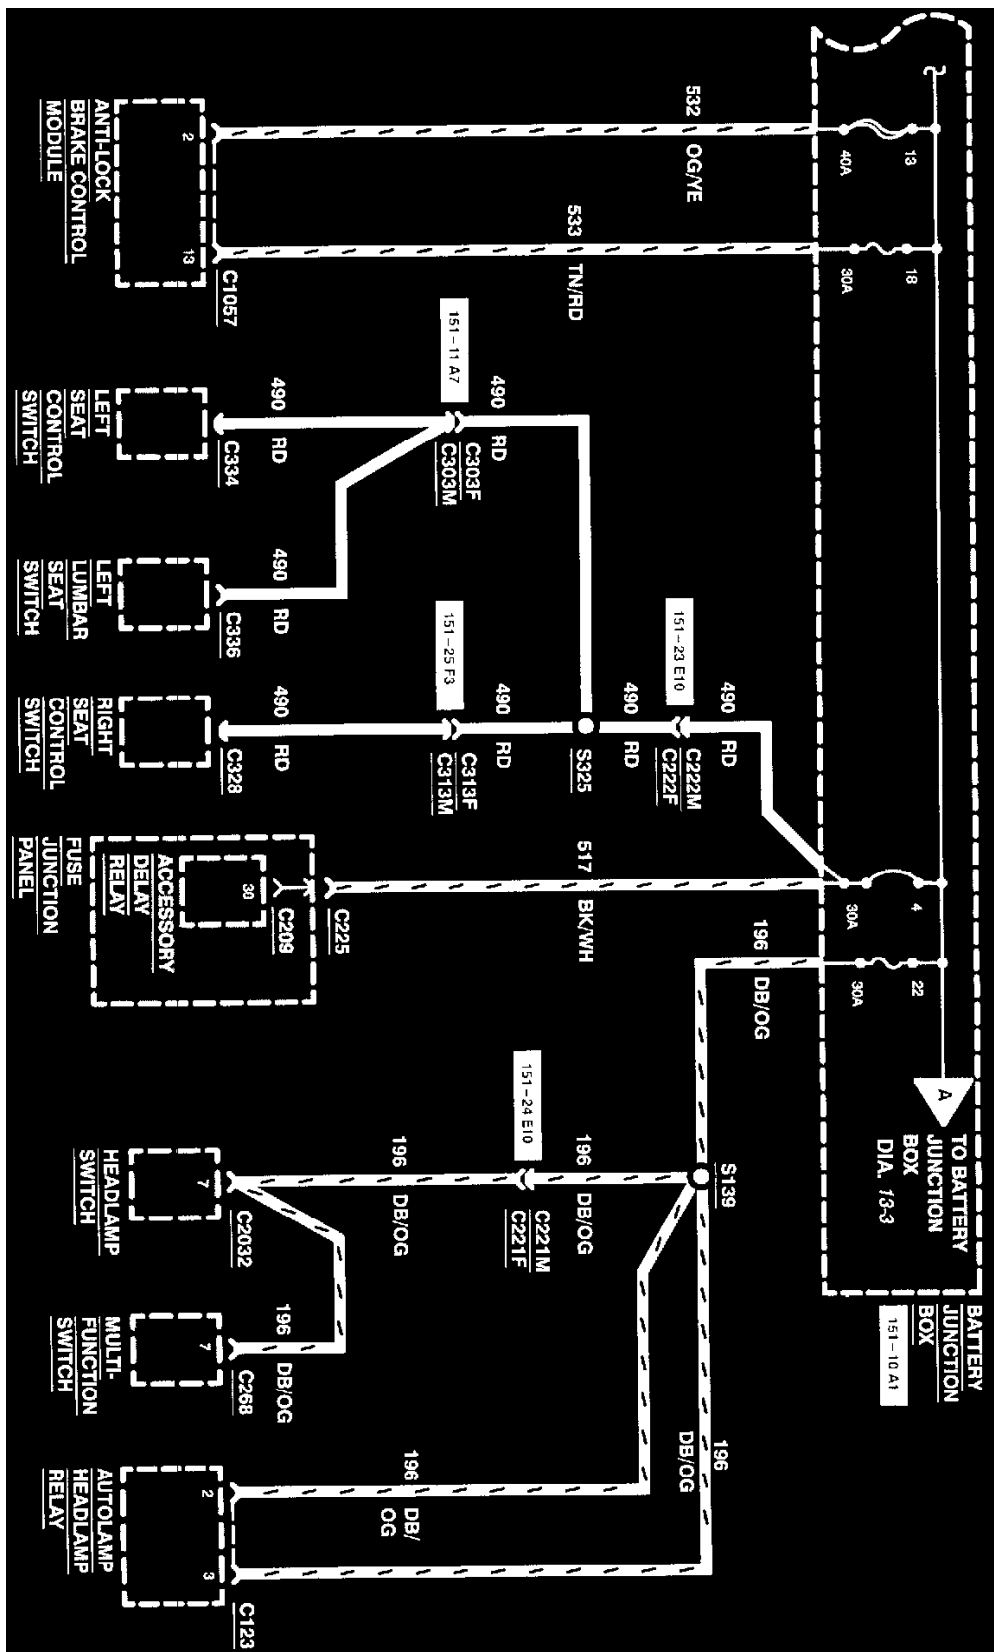 13
40A
532
OG/YE
2
ANTI-LOCK
BRAKE CONTROL
MODULE
18
30A
533
TN/RD
13
C1057
151-11 A7
490
RD
C303F
C303M
490
RD
C334
LEFT
SEAT
CONTROL
SWITCH
490
RD
C336
LEFT
LUMBAR
SEAT
SWITCH
151-23 E10
490
RD
C222M
C222F
490
RD
S325
151-25 F3
490
RD
C313F
C313M
490
RD
C328
RIGHT
SEAT
CONTROL
SWITCH
4
30A
517
BK/WH
C225
C209
30
ACCESSORY
DELAY
RELAY
FUSE
JUNCTION
PANEL
22
30A
196
DB/OG
A
TO BATTERY
JUNCTION
BOX
DIA. 13-3
BATTERY
JUNCTION
BOX
151-10 A1
S139
151-24 E10
196
DB/OG
C221M
C221F
196
DB/OG
7
C2032
HEADLAMP
SWITCH
196
DB/OG
7
C268
MULTI-
FUNCTION
SWITCH
196
DB/OG
196
DB/
OG
2
3
C123
AUTOLAMP
HEADLAMP
RELAY